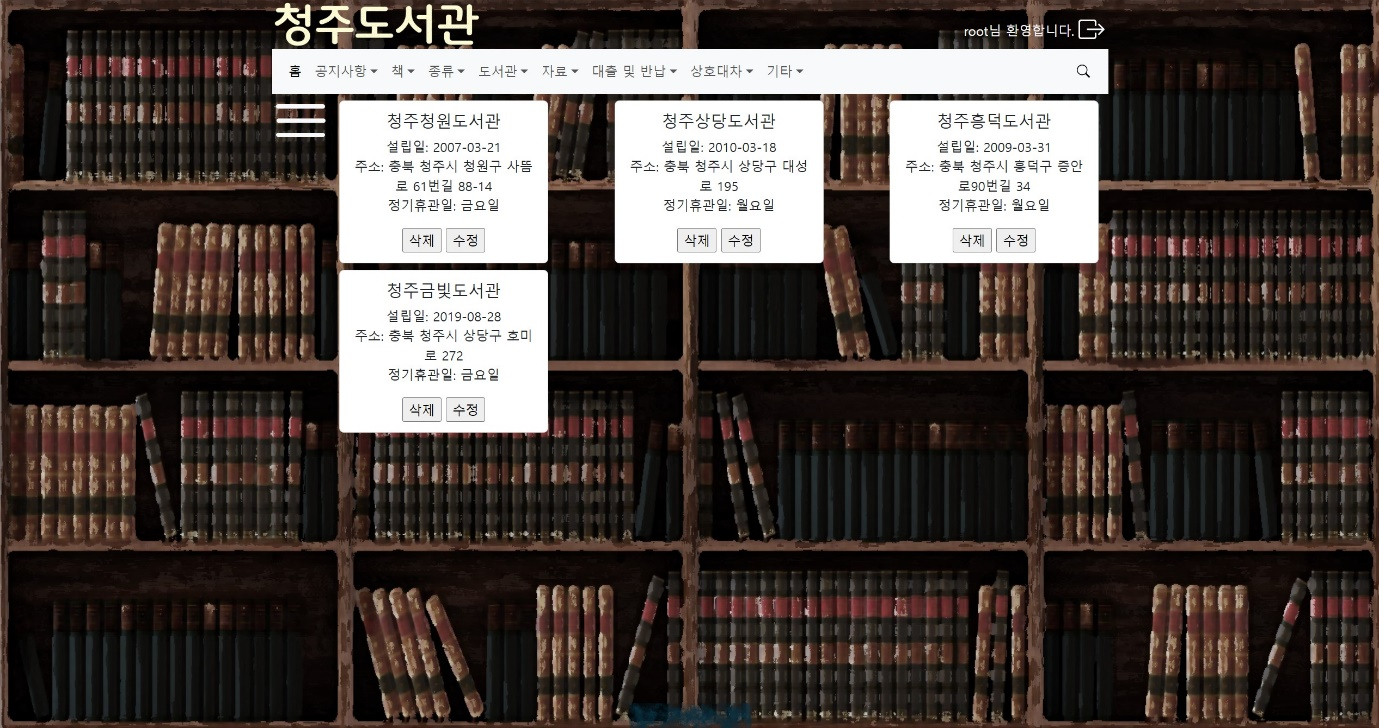 청주도서관
root님 환영합니다.
홈 공지사항 책 종류 도서관 자료 대출 및 반납 상호대차 기타
청주청원도서관
설립일: 2007-03-21
주소: 충북 청주시 청원구 사뜸
로 61번길 88-14
정기휴관일: 금요일
삭제 수정
청주상당도서관
설립일: 2010-03-18
주소: 충북 청주시 상당구 대성
로 195
정기휴관일: 월요일
삭제 수정
청주흥덕도서관
설립일: 2009-03-31
주소: 충북 청주시 흥덕구 증안
로90번길 34
정기휴관일: 월요일
삭제 수정
청주금빛도서관
설립일: 2019-08-28
주소: 충북 청주시 상당구 호미
로 272
정기휴관일: 금요일
삭제 수정